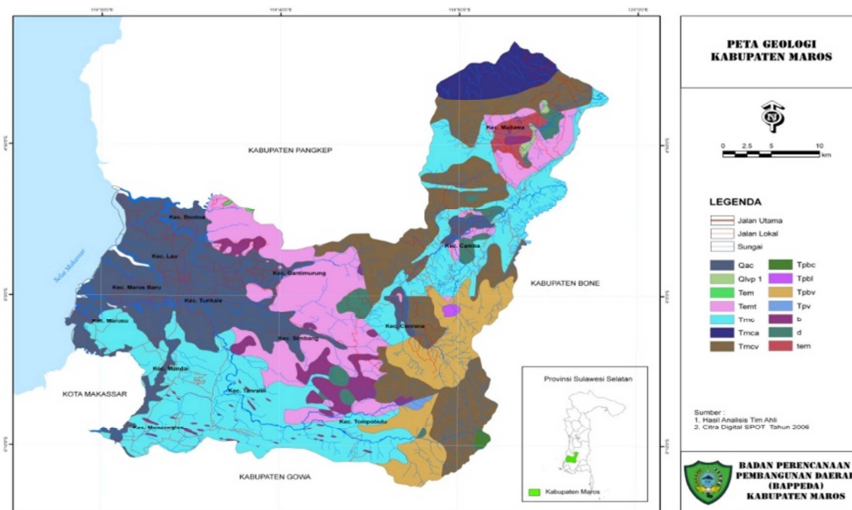 PETA GEOLOGI
KABUPATEN MAROS
0 2.5 5 10
km
LEGENDA
Jalan Utama
Jalan Lokal
Sungai
Qac
Qlvp 1
Tem
Temt
Tmc
Tmca
Tmcv
Tpbc
Tpbl
Tpbv
Tpv
b
d
tem
Sumber :
1. Hasil Analisis Tim Ahli
2. Citra Digital SPOT Tahun 2006
BADAN PERENCANAAN
PEMBANGUNAN DAERAH
(BAPPEDA)
KABUPATEN MAROS
KABUPATEN PANGKEP
Kec. Mallawa
Kec. Bontoa
Kec. Lau
Kec. Camba
Kec. Bantimurung
KABUPATEN BONE
Kec. Maros Baru
Kec. Turikale
Kec. Marusu
Kec. Cenrana
Kec. Simbang
Kec. Mandai
Kec. Tanralili
KOTA MAKASSAR
Kec. Tompobulu
Kec. Moncongloe
KABUPATEN GOWA
Selat Makassar
Provinsi Sulawesi Selatan
Kabupaten Maros